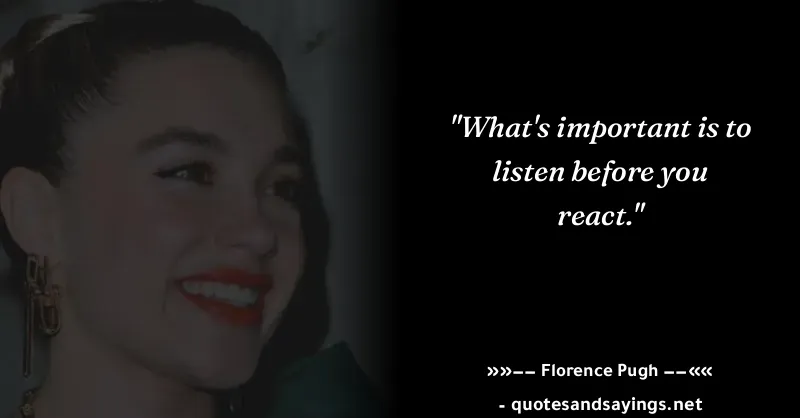 "What's important is to
listen before you
react."
»»–– Florence Pugh ––««
- quotesandsayings.net